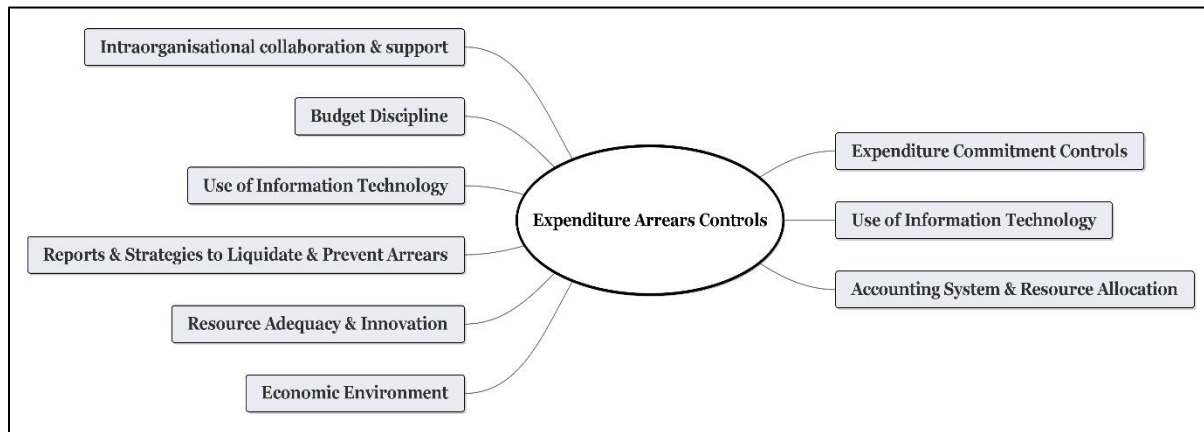 Intraorganisational collaboration & support
Budget Discipline
Use of Information Technology
Reports & Strategies to Liquidate & Prevent Arrears
Resource Adequacy & Innovation
Economic Environment
Expenditure Arrears Controls
Expenditure Commitment Controls
Use of Information Technology
Accounting System & Resource Allocation